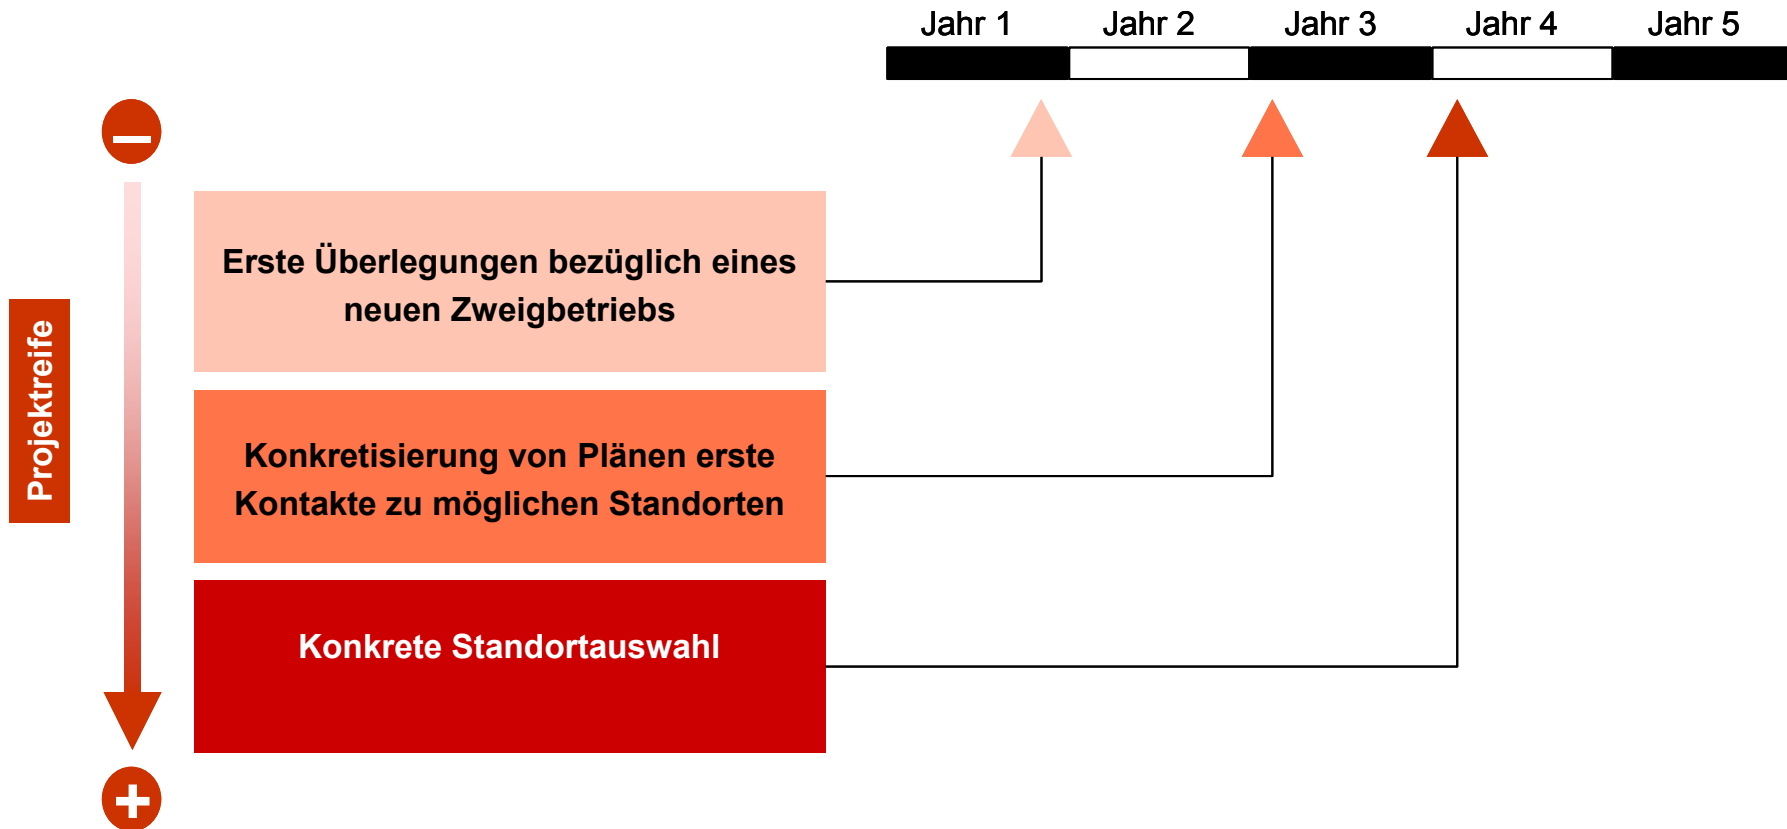 Jahr 1 Jahr 2 Jahr 3 Jahr 4 Jahr 5
Projektreife
Erste Überlegungen bezüglich eines
neuen Zweigbetriebs
Konkretisierung von Plänen erste
Kontakte zu möglichen Standorten
Konkrete Standortauswahl